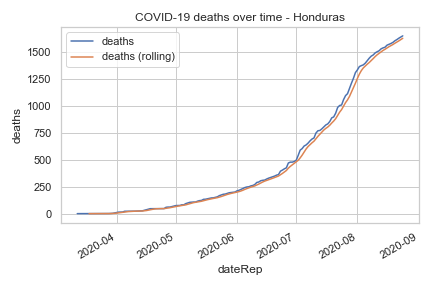 COVID-19 deaths over time - Honduras
deaths
deaths (rolling)
deaths
1500
1250
1000
750
500
250
0
2020-04
2020-05
2020-06
2020-07
2020-08
2020-09
dateRep